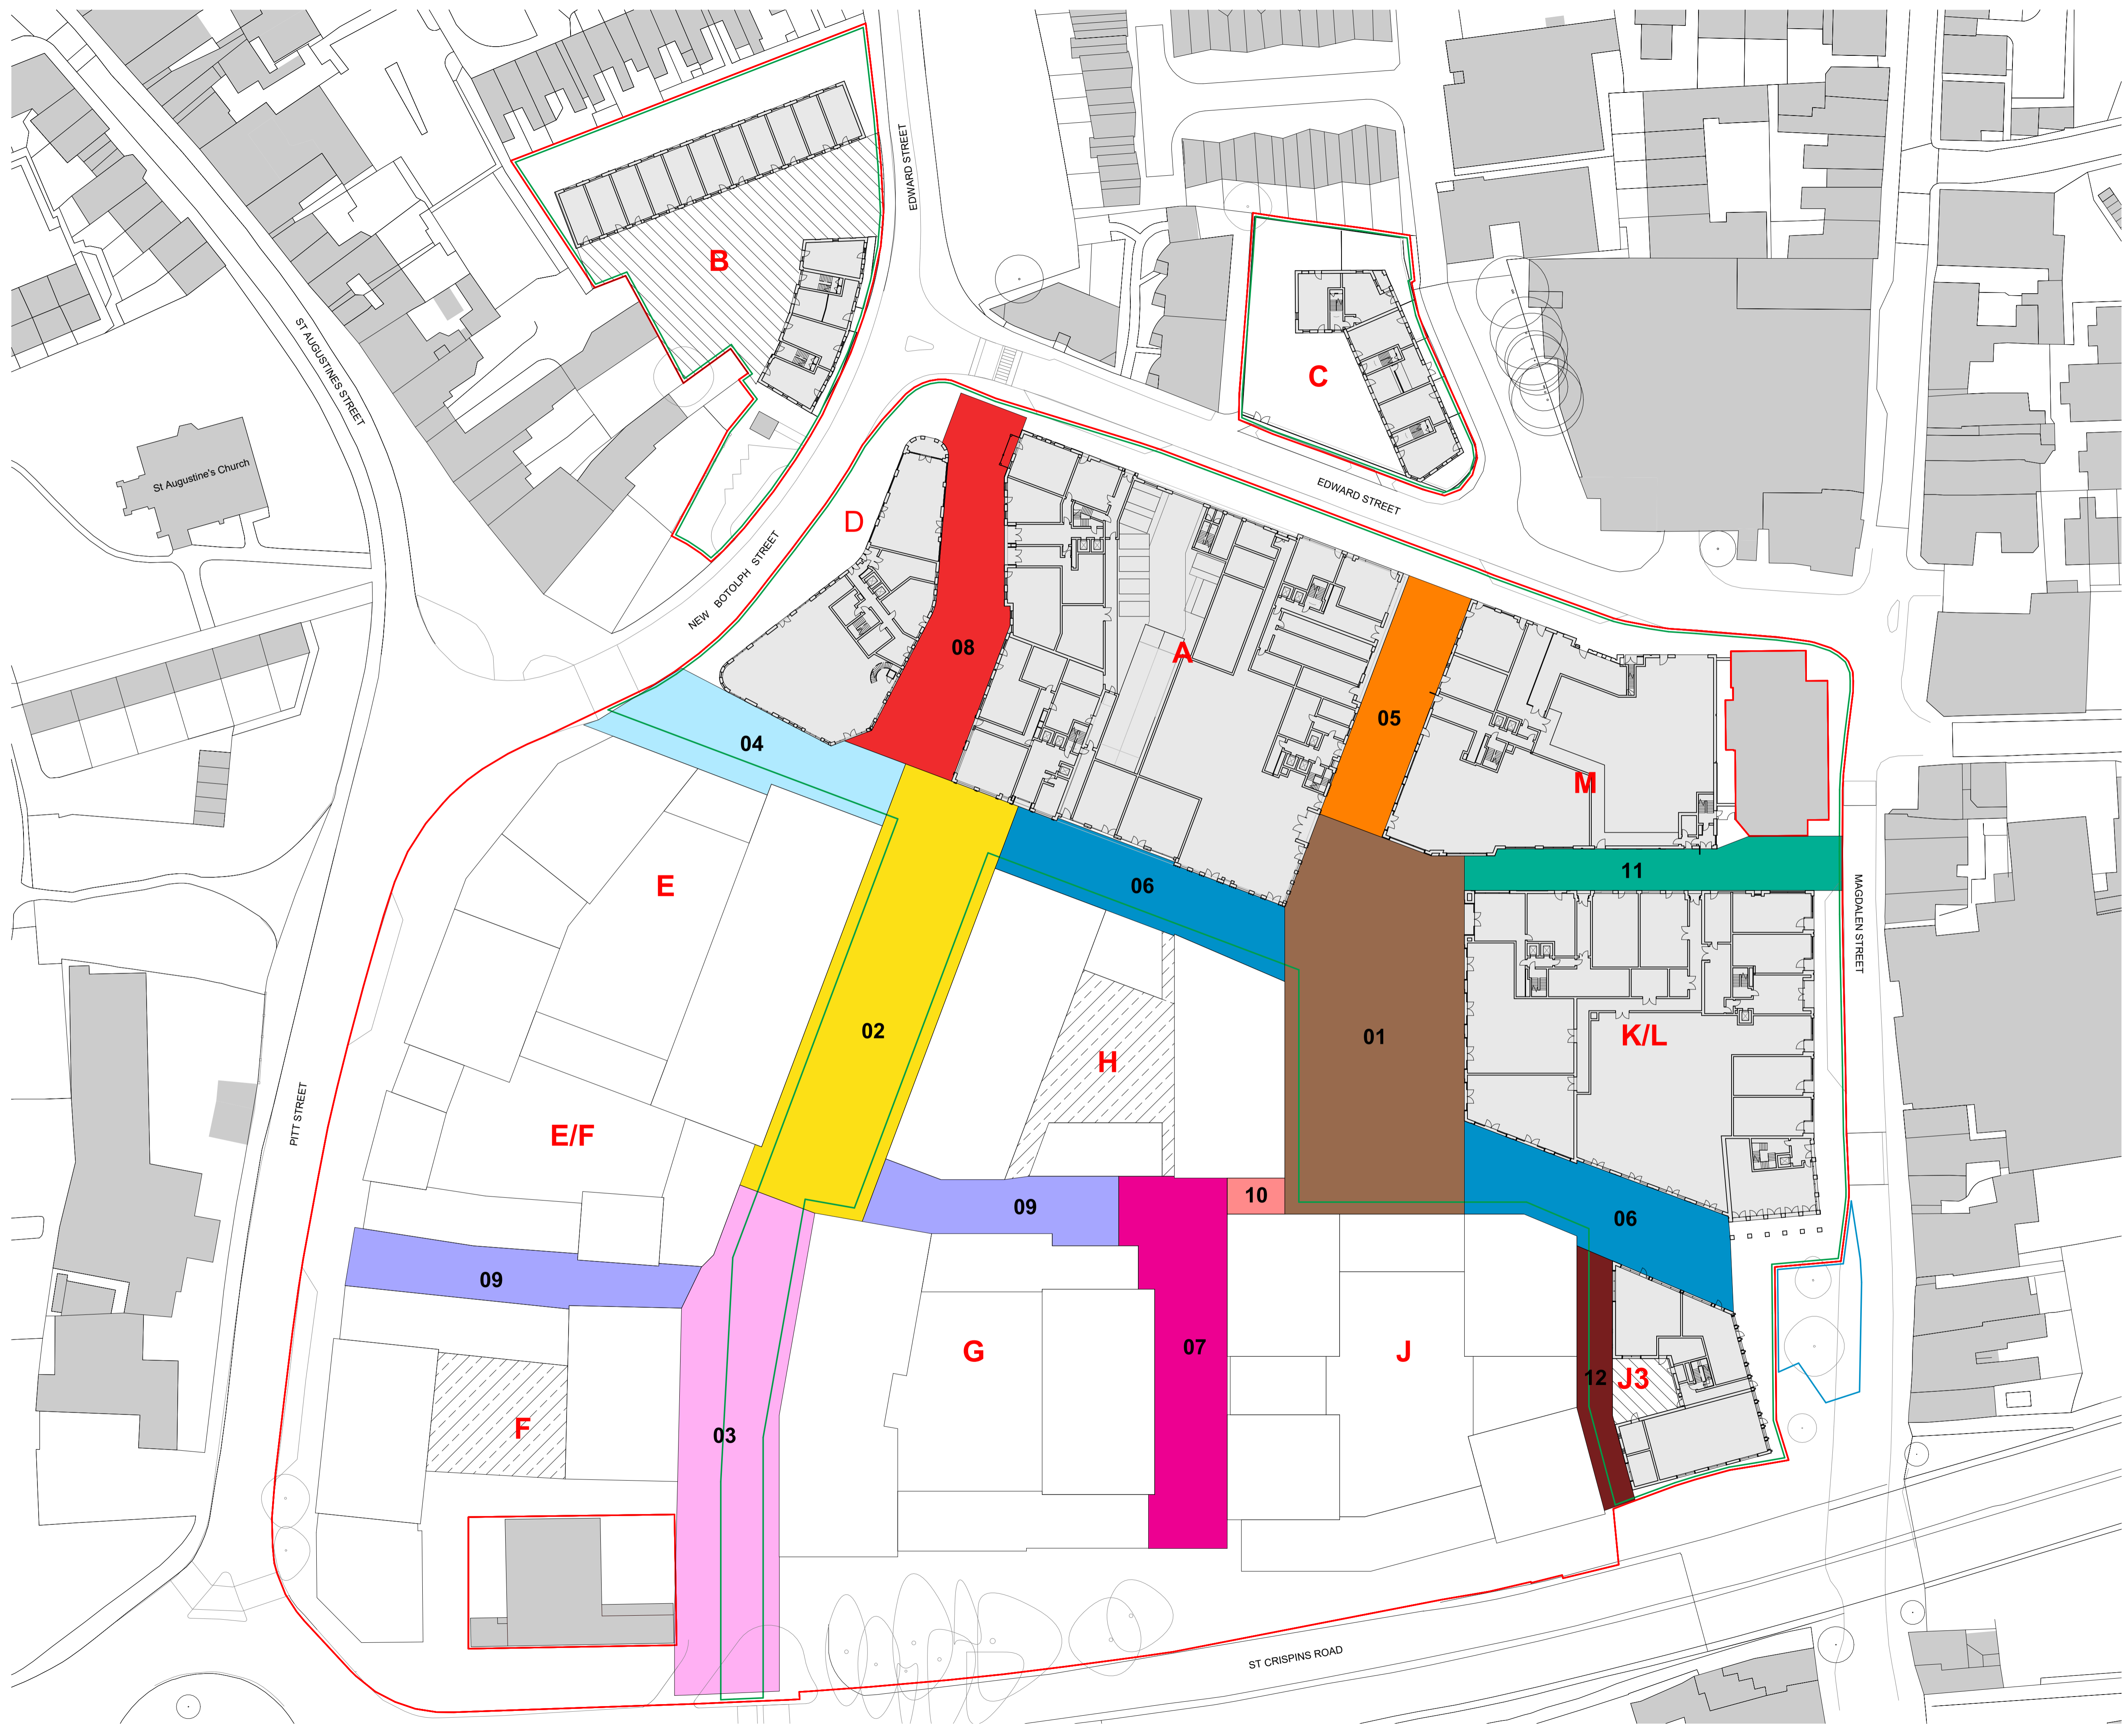 EDWARD STREET
B
ST AUGUSTINES STREET
C
St Augustine's Church
EDWARD STREET
D
NEW BOTOLPH STREET
08
A
05
04
M
11
E
06
MAGDALEN STREET
02
01
K/L
H
PITT STREET
E/F
10
09
06
09
07
G
J
12
J3
F
03
ST CRISPINS ROAD